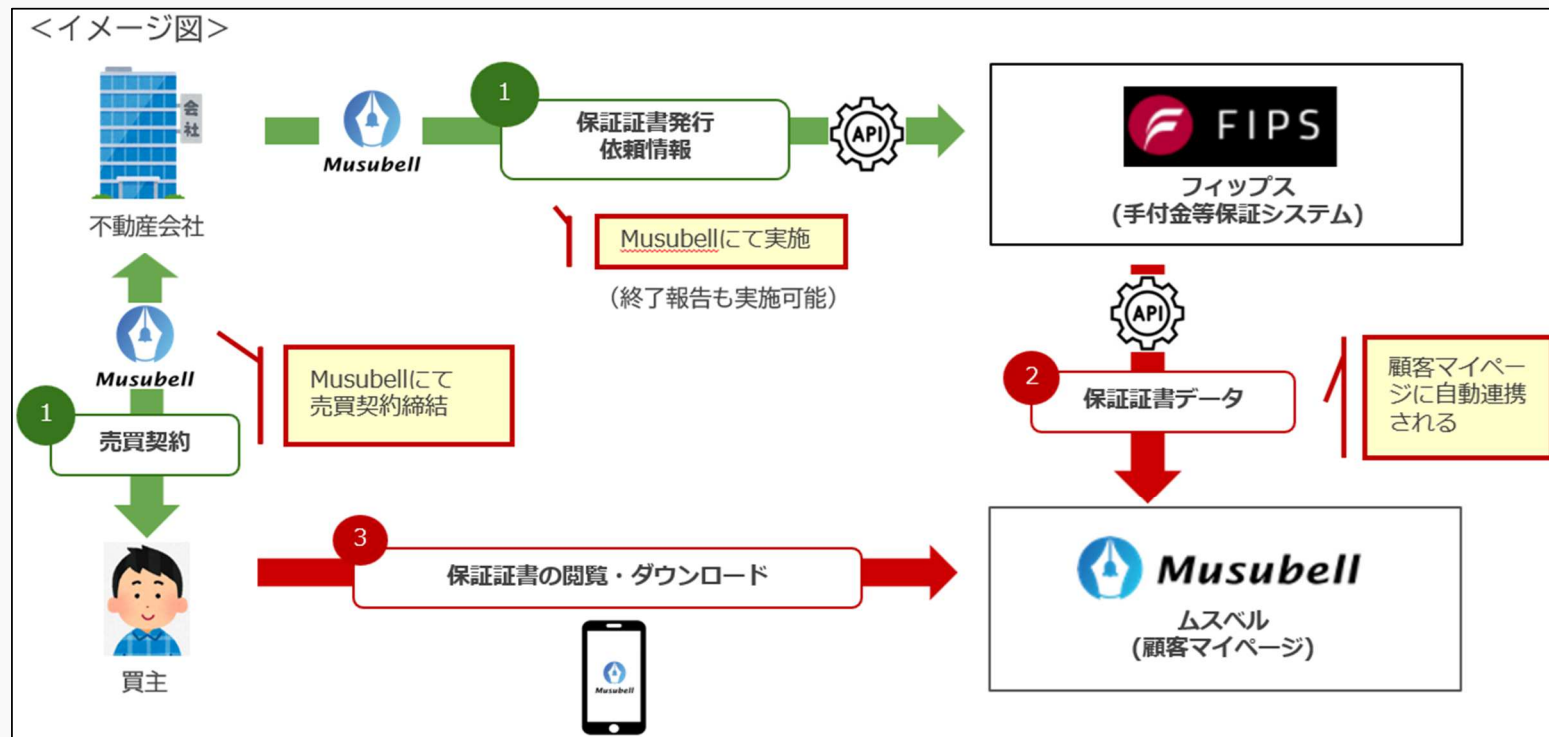 ＜イメージ図＞
会社
不動産会社
Musubell
1
保証証書発行
依頼情報
API
FIPS
フィップス
(手付金等保証システム)
Musubellにて実施
（終了報告も実施可能）
Musubell
Musubellにて
売買契約締結
1
売買契約
買主
API
2
保証証書データ
顧客マイペー
ジに自動連携
される
3
保証証書の閲覧・ダウンロード
Musubell
Musubell
ムスベル
(顧客マイページ)